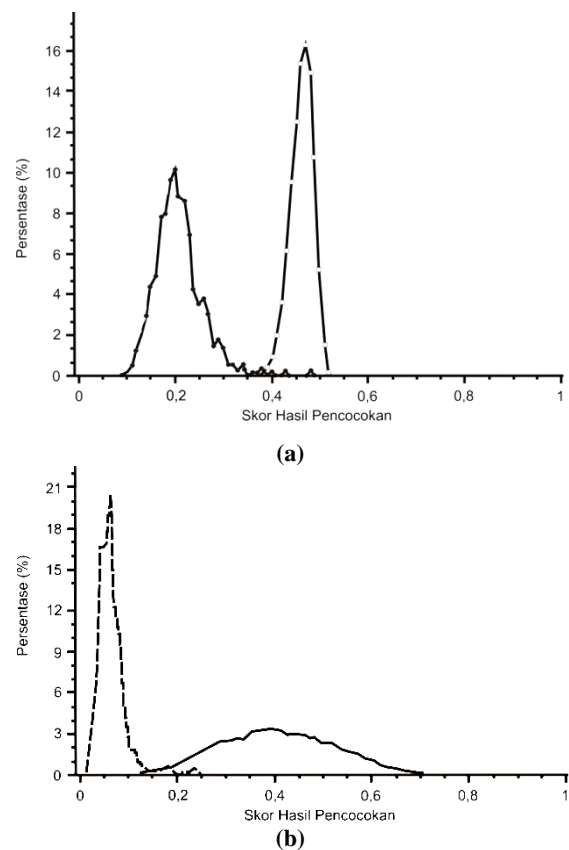 16
14
12
10
8
6
4
2
0
Persentase (%)
0 0,2 0,4 0,6 0,8 1
Skor Hasil Pencocokan
(a)
21
18
15
12
9
6
3
0
Persentase (%)
0 0,2 0,4 0,6 0,8 1
Skor Hasil Pencocokan
(b)